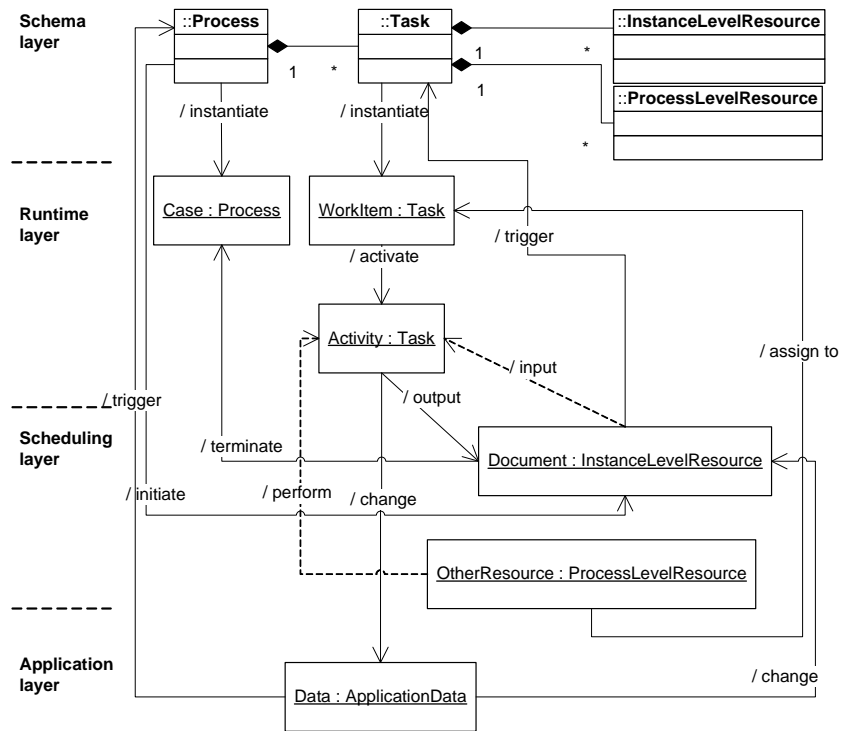 Schema
layer
::Process
::Task
::InstanceLevelResource
1
*
1
*
1
::ProcessLevelResource
*
/ instantiate
/ instantiate
Runtime
layer
Case : Process
WorkItem : Task
/ trigger
/ activate
Activity : Task
/ assign to
/ input
/ trigger
/ output
Scheduling
layer
/ terminate
Document : InstanceLevelResource
/ initiate
/ perform
/ change
OtherResource : ProcessLevelResource
Application
layer
Data : ApplicationData
/ change